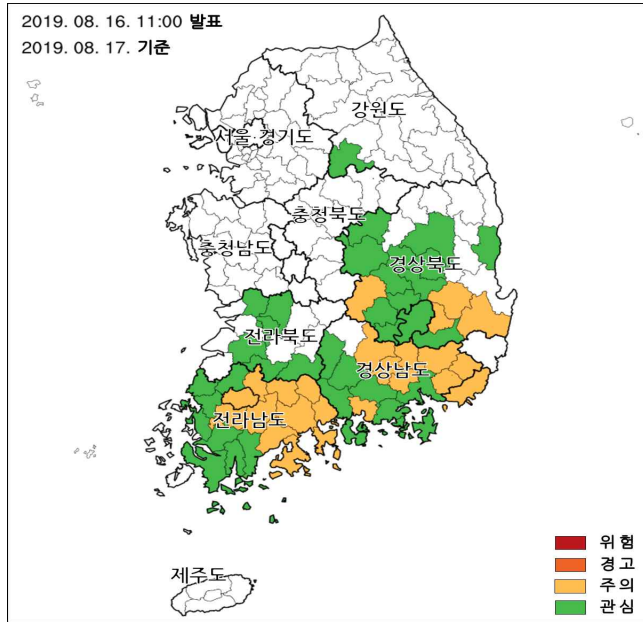 2019. 08. 16. 11:00 발표
2019. 08. 17. 기준
강원도
서울·경기도
충청북도
충청남도
경상북도
전라북도
경상남도
전라남도
제주도
위험
경고
주의
관심